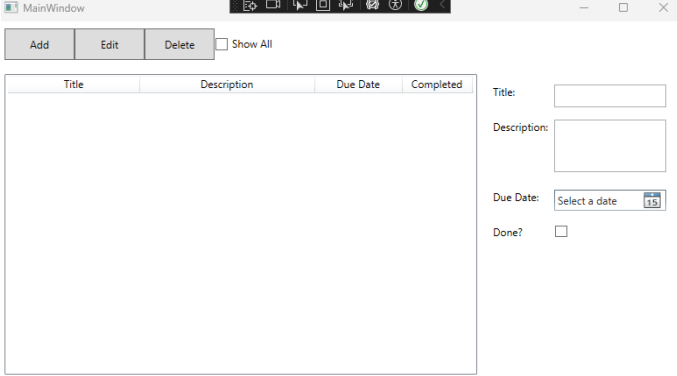 MainWindow
Add Edit Delete Show All
Title Description Due Date Completed
Title:
Description:
Due Date: Select a date 15
Done?